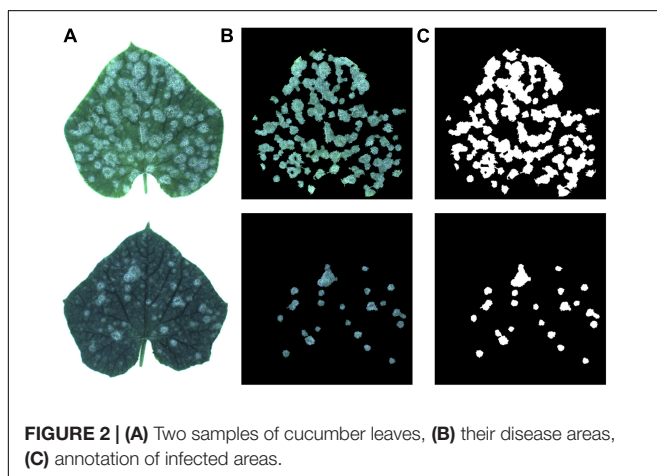 A B C
FIGURE 2 | (A) Two samples of cucumber leaves, (B) their disease areas,
(C) annotation of infected areas.